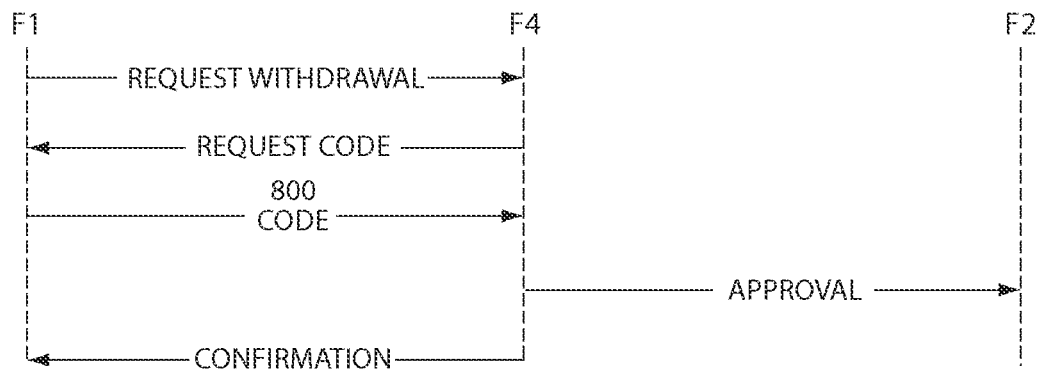 F1 F4 F2
REQUEST WITHDRAWAL
REQUEST CODE
800
CODE
APPROVAL
CONFIRMATION